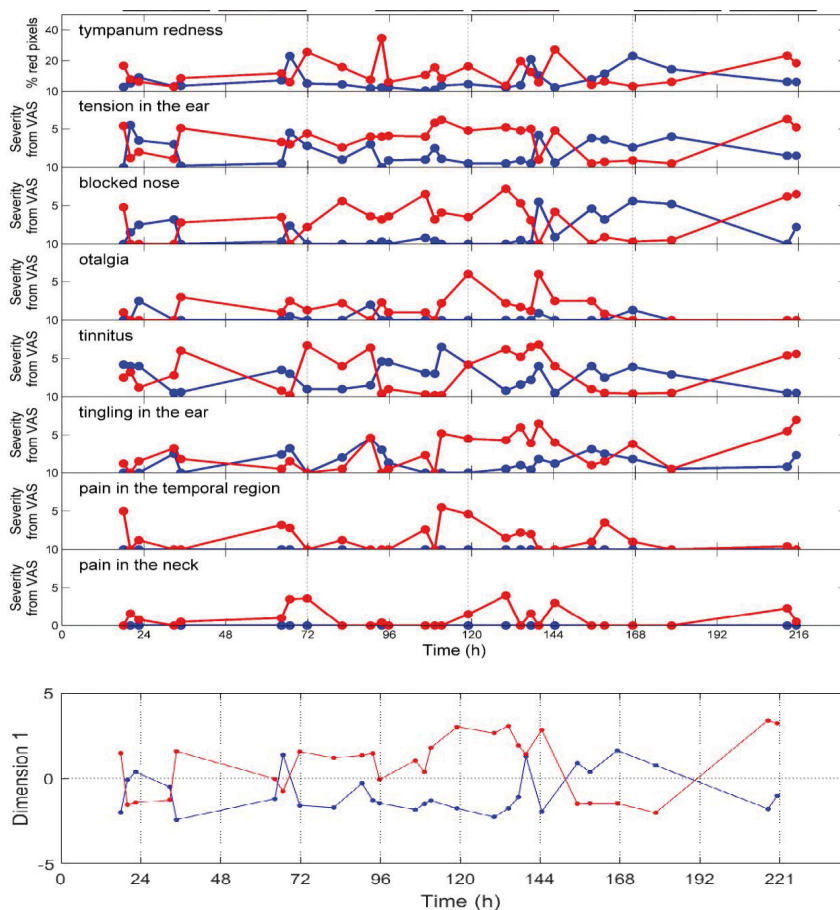 tympanum redness
% red pixels
40
20
10
tension in the ear
Severity
from VAS
5
10
blocked nose
Severity
from VAS
5
10
otalgia
Severity
from VAS
5
tinnitus
Severity
from VAS
5
10
tingling in the ear
Severity
from VAS
5
10
pain in the temporal region
Severity
from VAS
5
10
pain in the neck
Severity
from VAS
5
0
0 24 48 72 96 120 144 168 192 216
Time (h)
Dimension 1
5
0
-5
0 24 48 72 96 120 144 168 192 221
Time (h)